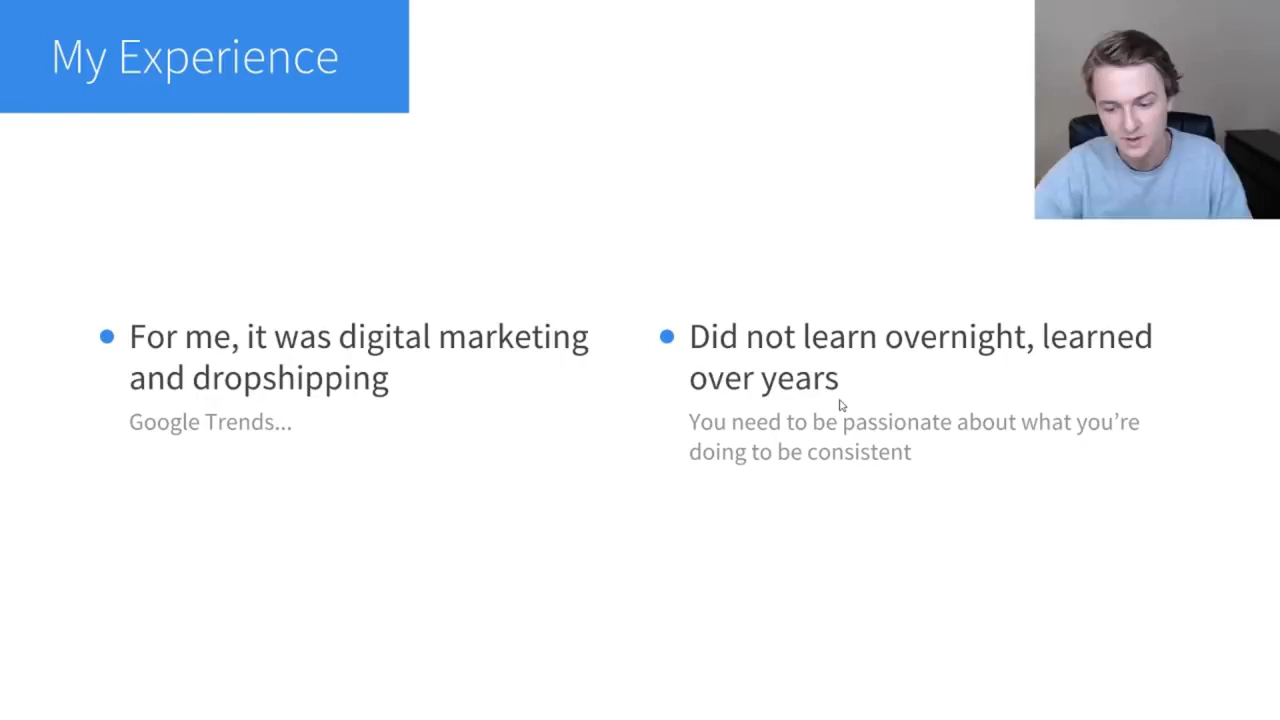 My Experience
For me, it was digital marketing
and dropshipping
Google Trends...
Did not learn overnight, learned
over years
You need to be passionate about what you’re
doing to be consistent